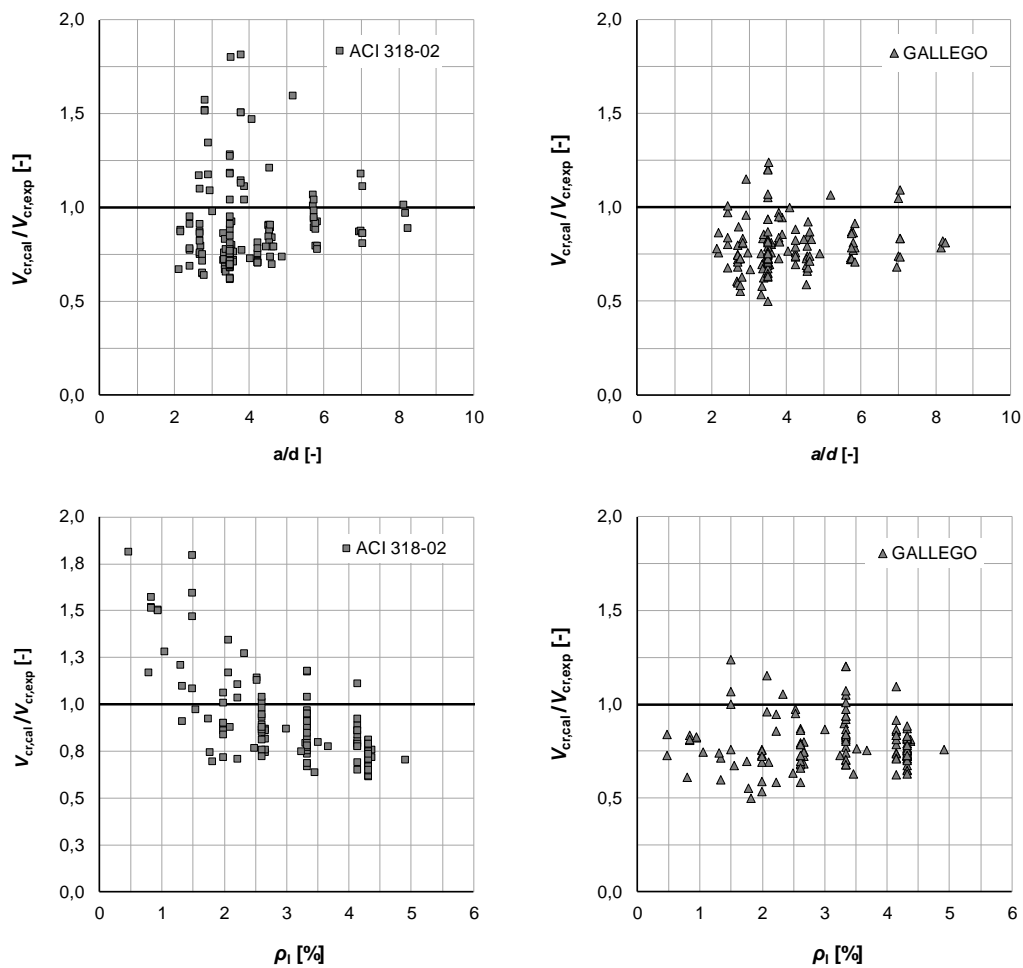 2,0
1,5
1,0
0,5
0,0
0 2 4 6 8 10
V_cr,cal/V_cr,exp [-]
a/d [-]
ACI 318-02
2,0
1,5
1,0
0,5
0,0
0 2 4 6 8 10
V_cr,cal/V_cr,exp [-]
a/d [-]
GALLEGO
2,0
1,8
1,5
1,3
1,0
0,8
0,5
0,3
0,0
0 1 2 3 4 5 6
V_cr,cal/V_cr,exp [-]
ρ_l [%]
ACI 318-02
2,0
1,5
1,0
0,5
0,0
0 1 2 3 4 5 6
V_cr,cal/V_cr,exp [-]
ρ_l [%]
GALLEGO